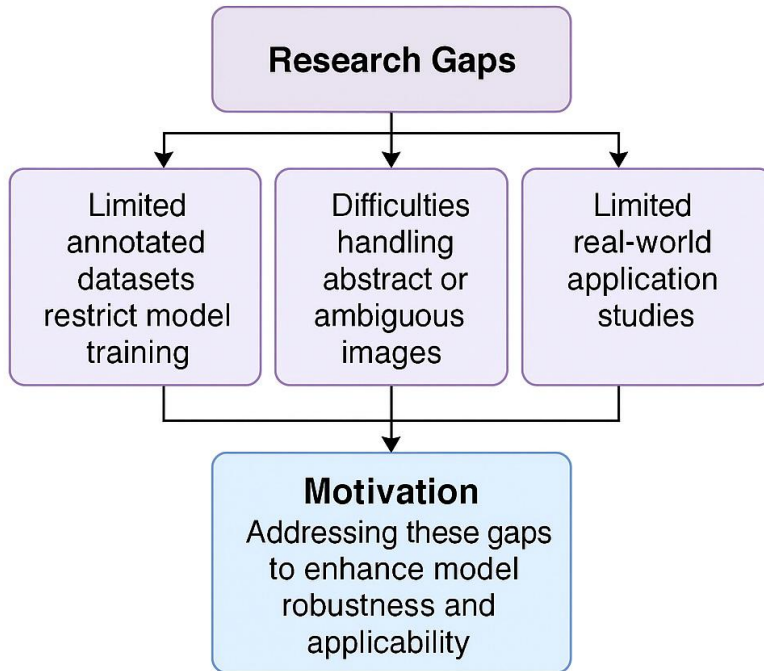 Research Gaps
Limited
annotated
datasets
restrict model
training
Difficulties
handling
abstract or
ambiguous
images
Limited
real-world
application
studies
Motivation
Addressing these gaps
to enhance model
robustness and
applicability